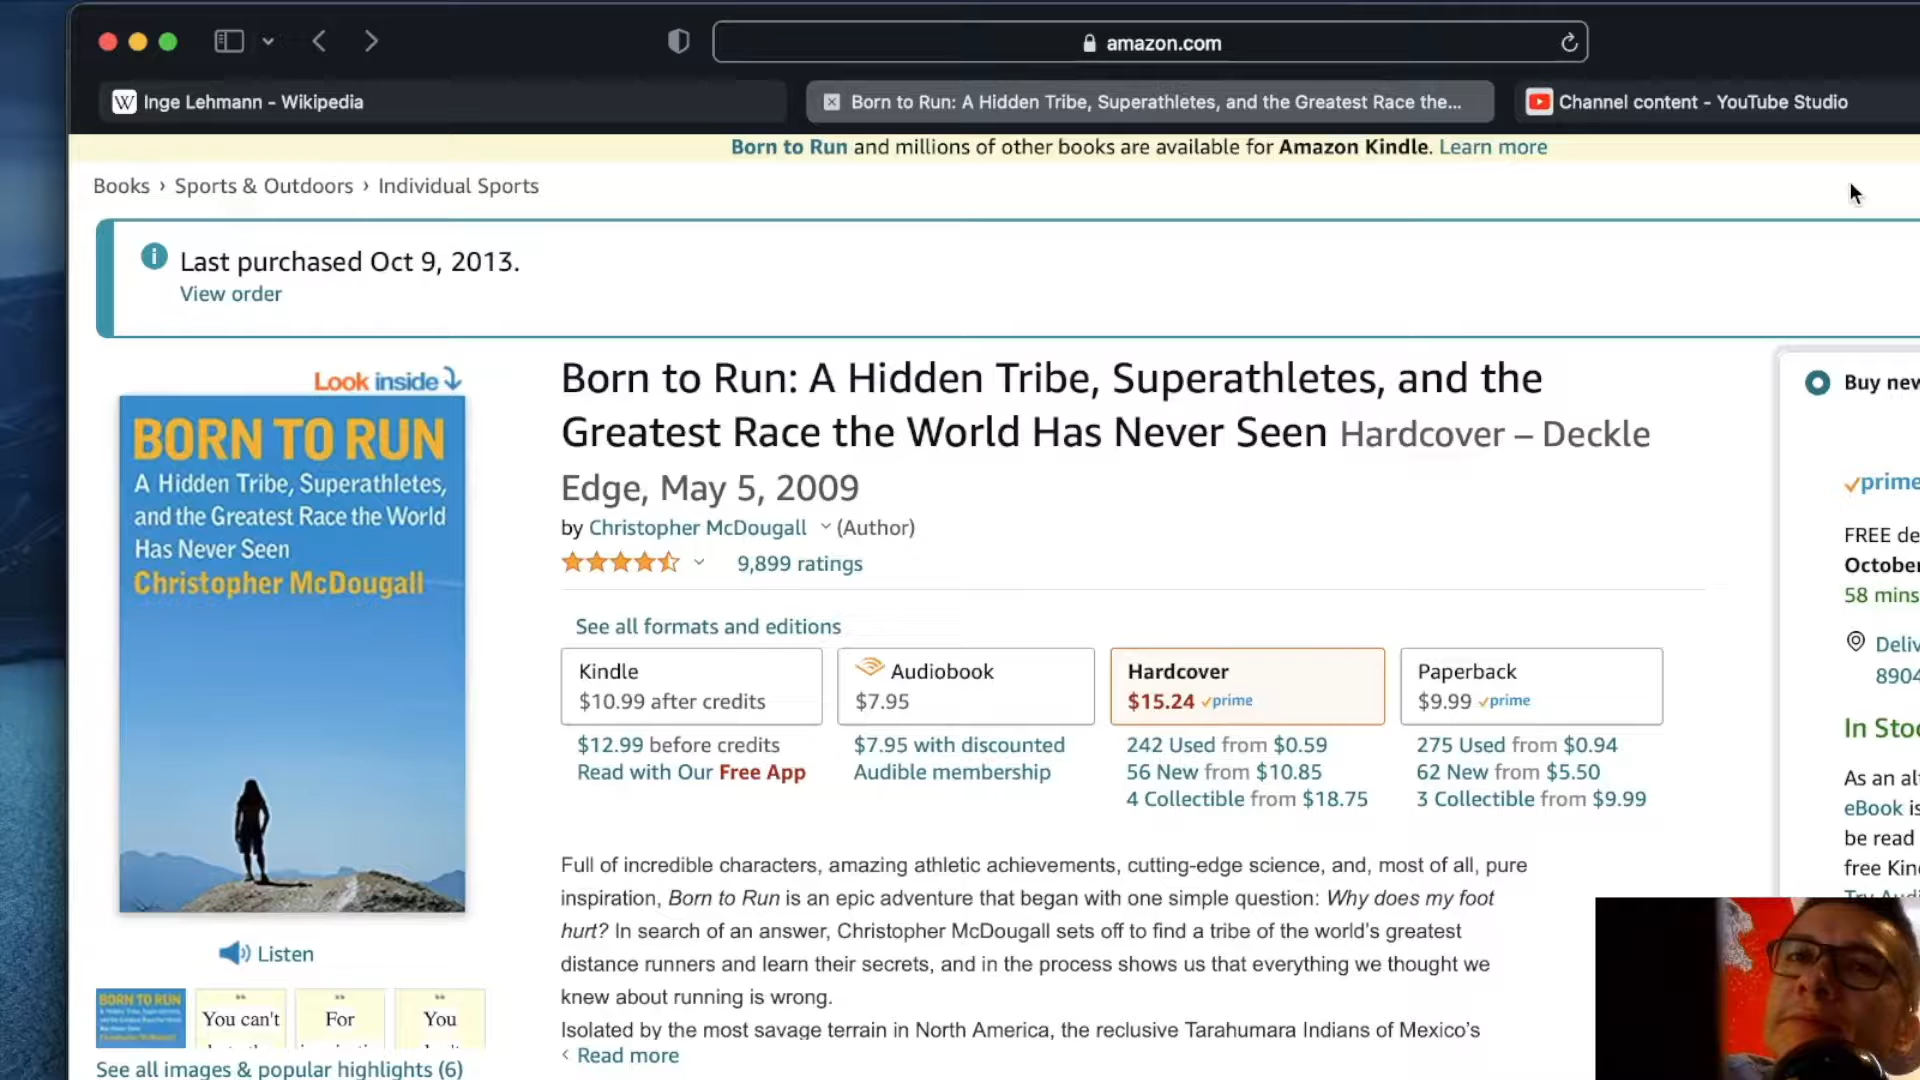 amazon.com
W Inge Lehmann - Wikipedia
Born to Run: A Hidden Tribe, Superathletes, and the Greatest Race the...
Channel content - YouTube Studio
Born to Run and millions of other books are available for Amazon Kindle. Learn more
Books › Sports & Outdoors › Individual Sports
Last purchased Oct 9, 2013.
View order
Look inside
BORN TO RUN
A Hidden Tribe, Superathletes,
and the Greatest Race the World
Has Never Seen
Christopher McDougall
Listen
BORN TO RUN
You can't
For
You
See all images & popular highlights (6)
Born to Run: A Hidden Tribe, Superathletes, and the
Greatest Race the World Has Never Seen Hardcover – Deckle
Edge, May 5, 2009
by Christopher McDougall (Author)
9,899 ratings
See all formats and editions
Kindle
$10.99 after credits
$12.99 before credits
Read with Our Free App
Audiobook
$7.95
$7.95 with discounted
Audible membership
Hardcover
$15.24 prime
242 Used from $0.59
56 New from $10.85
4 Collectible from $18.75
Paperback
$9.99 prime
275 Used from $0.94
62 New from $5.50
3 Collectible from $9.99
Full of incredible characters, amazing athletic achievements, cutting-edge science, and, most of all, pure
inspiration, Born to Run is an epic adventure that began with one simple question: Why does my foot
hurt? In search of an answer, Christopher McDougall sets off to find a tribe of the world's greatest
distance runners and learn their secrets, and in the process shows us that everything we thought we
knew about running is wrong.
Isolated by the most savage terrain in North America, the reclusive Tarahumara Indians of Mexico's
‹ Read more
Buy new
prime
FREE de
October
58 mins
Deliv
8904
In Stoc
As an alt
eBook is
be read
free Kin